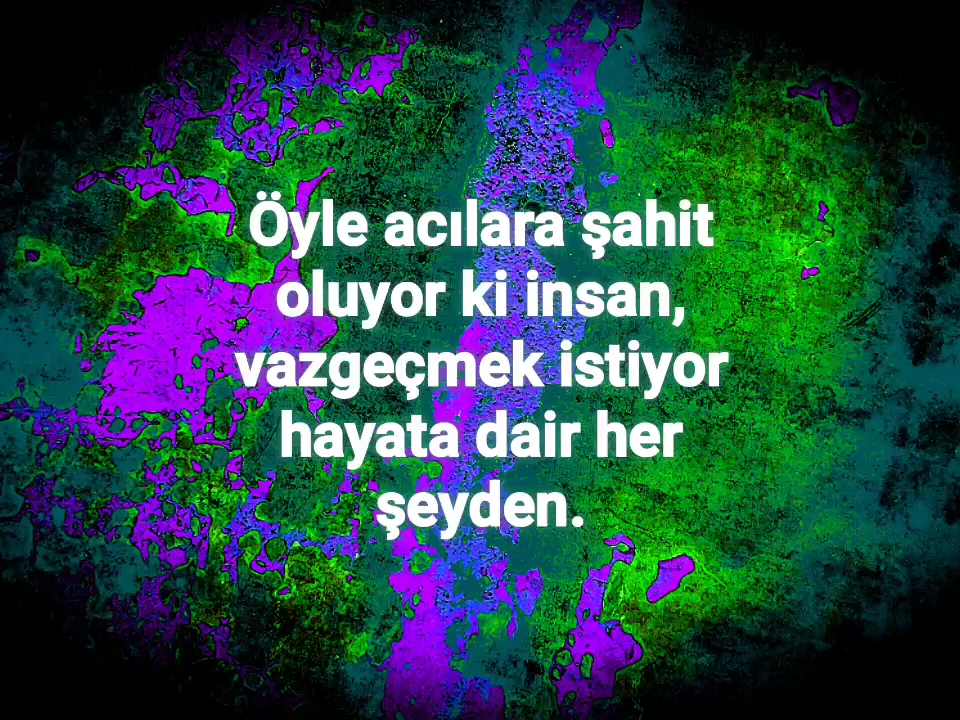 Öyle acılara şahit
oluyor ki insan,
vazgeçmek istiyor
hayata dair her
şeyden.